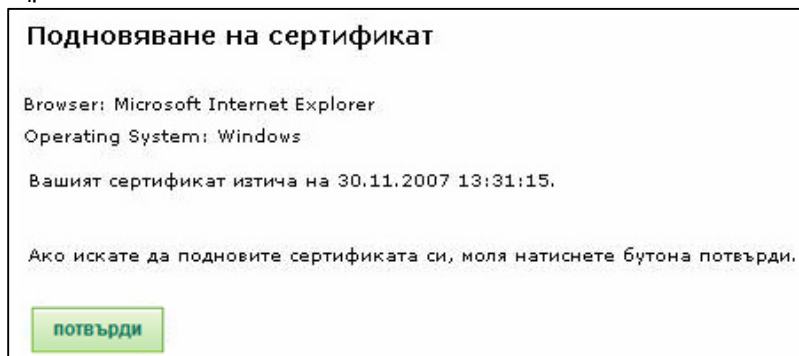 Подновяване на сертификат
Browser: Microsoft Internet Explorer
Operating System: Windows
Вашият сертификат изтича на 30.11.2007 13:31:15.
Ако искате да подновите сертификата си, моля натиснете бутона потвърди.
потвърди